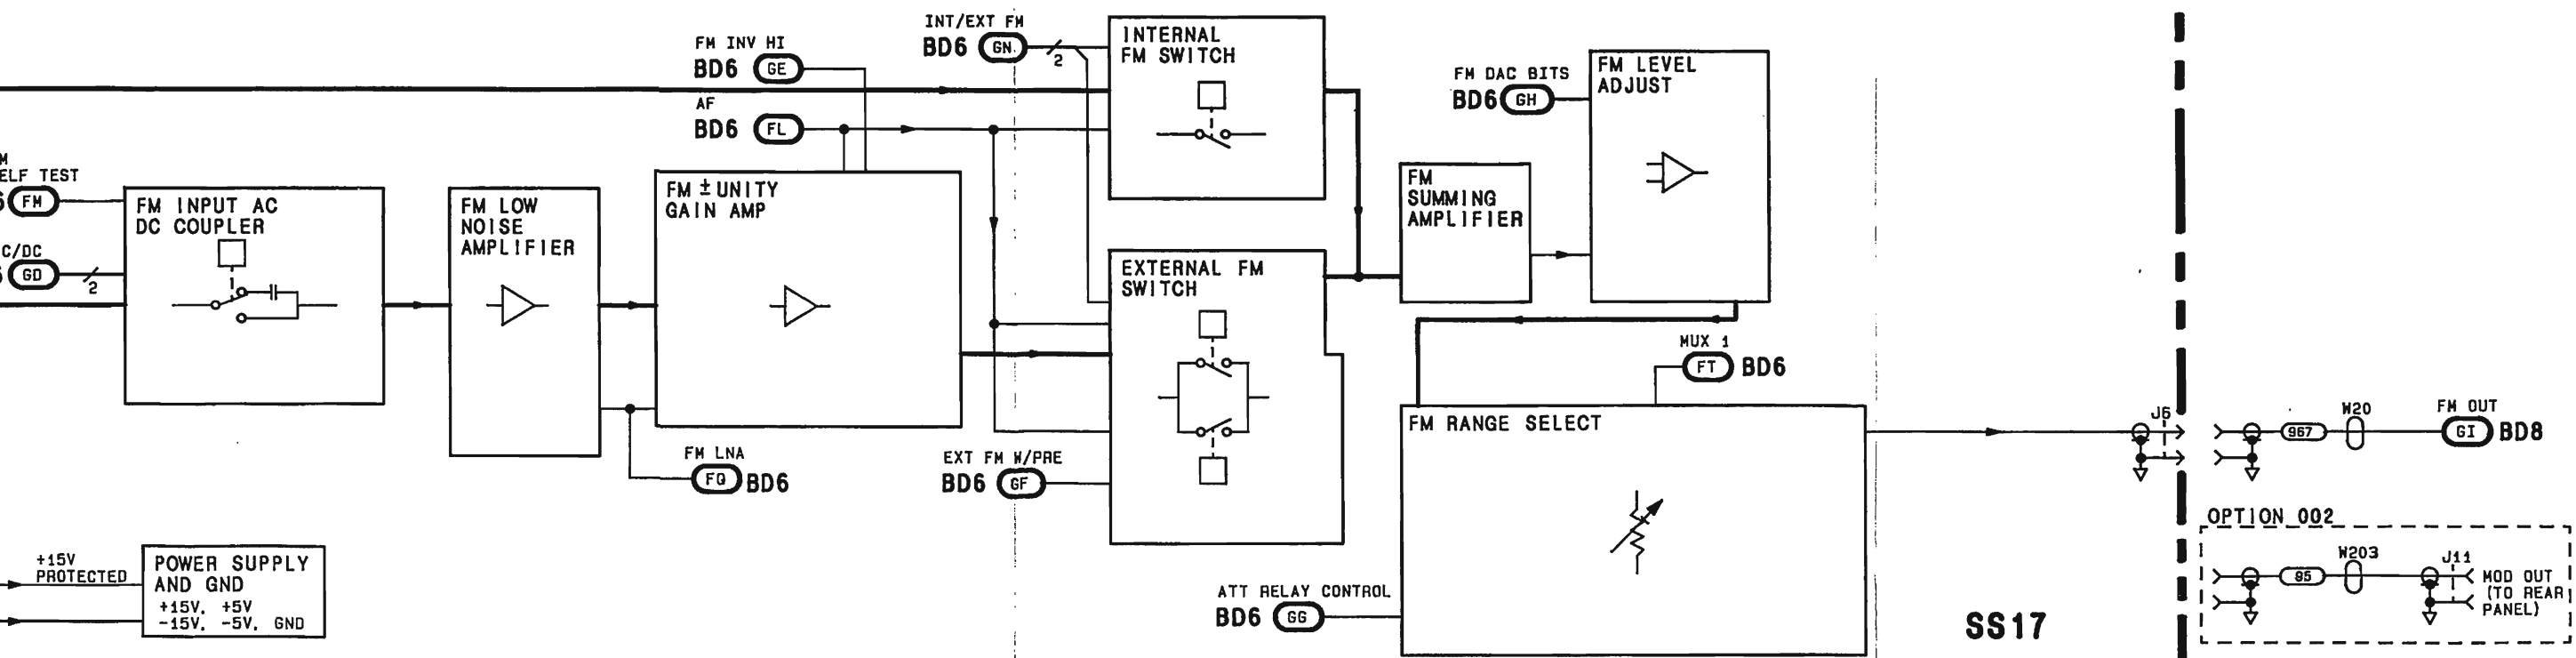 FM INV HI
BD6 GE
AF
BD6 FL
INT/EXT FM
BD6 GN
2
INTERNAL
FM SWITCH
FM DAC BITS
BD6 GH
FM LEVEL
ADJUST
M
ELF TEST
FM
C/DC
GD
2
FM INPUT AC
DC COUPLER
FM LOW
NOISE
AMPLIFIER
FM ±UNITY
GAIN AMP
EXTERNAL FM
SWITCH
FM
SUMMING
AMPLIFIER
MUX 1
FT BD6
FM LNA
FQ BD6
EXT FM W/PRE
BD6 GF
FM RANGE SELECT
ATT RELAY CONTROL
BD6 GG
+15V
PROTECTED
POWER SUPPLY
AND GND
+15V, +5V
-15V, -5V, GND
SS17
967
W20
FM OUT
GI BD8
OPTION 002
95
W203
J11
MOD OUT
(TO REAR
PANEL)